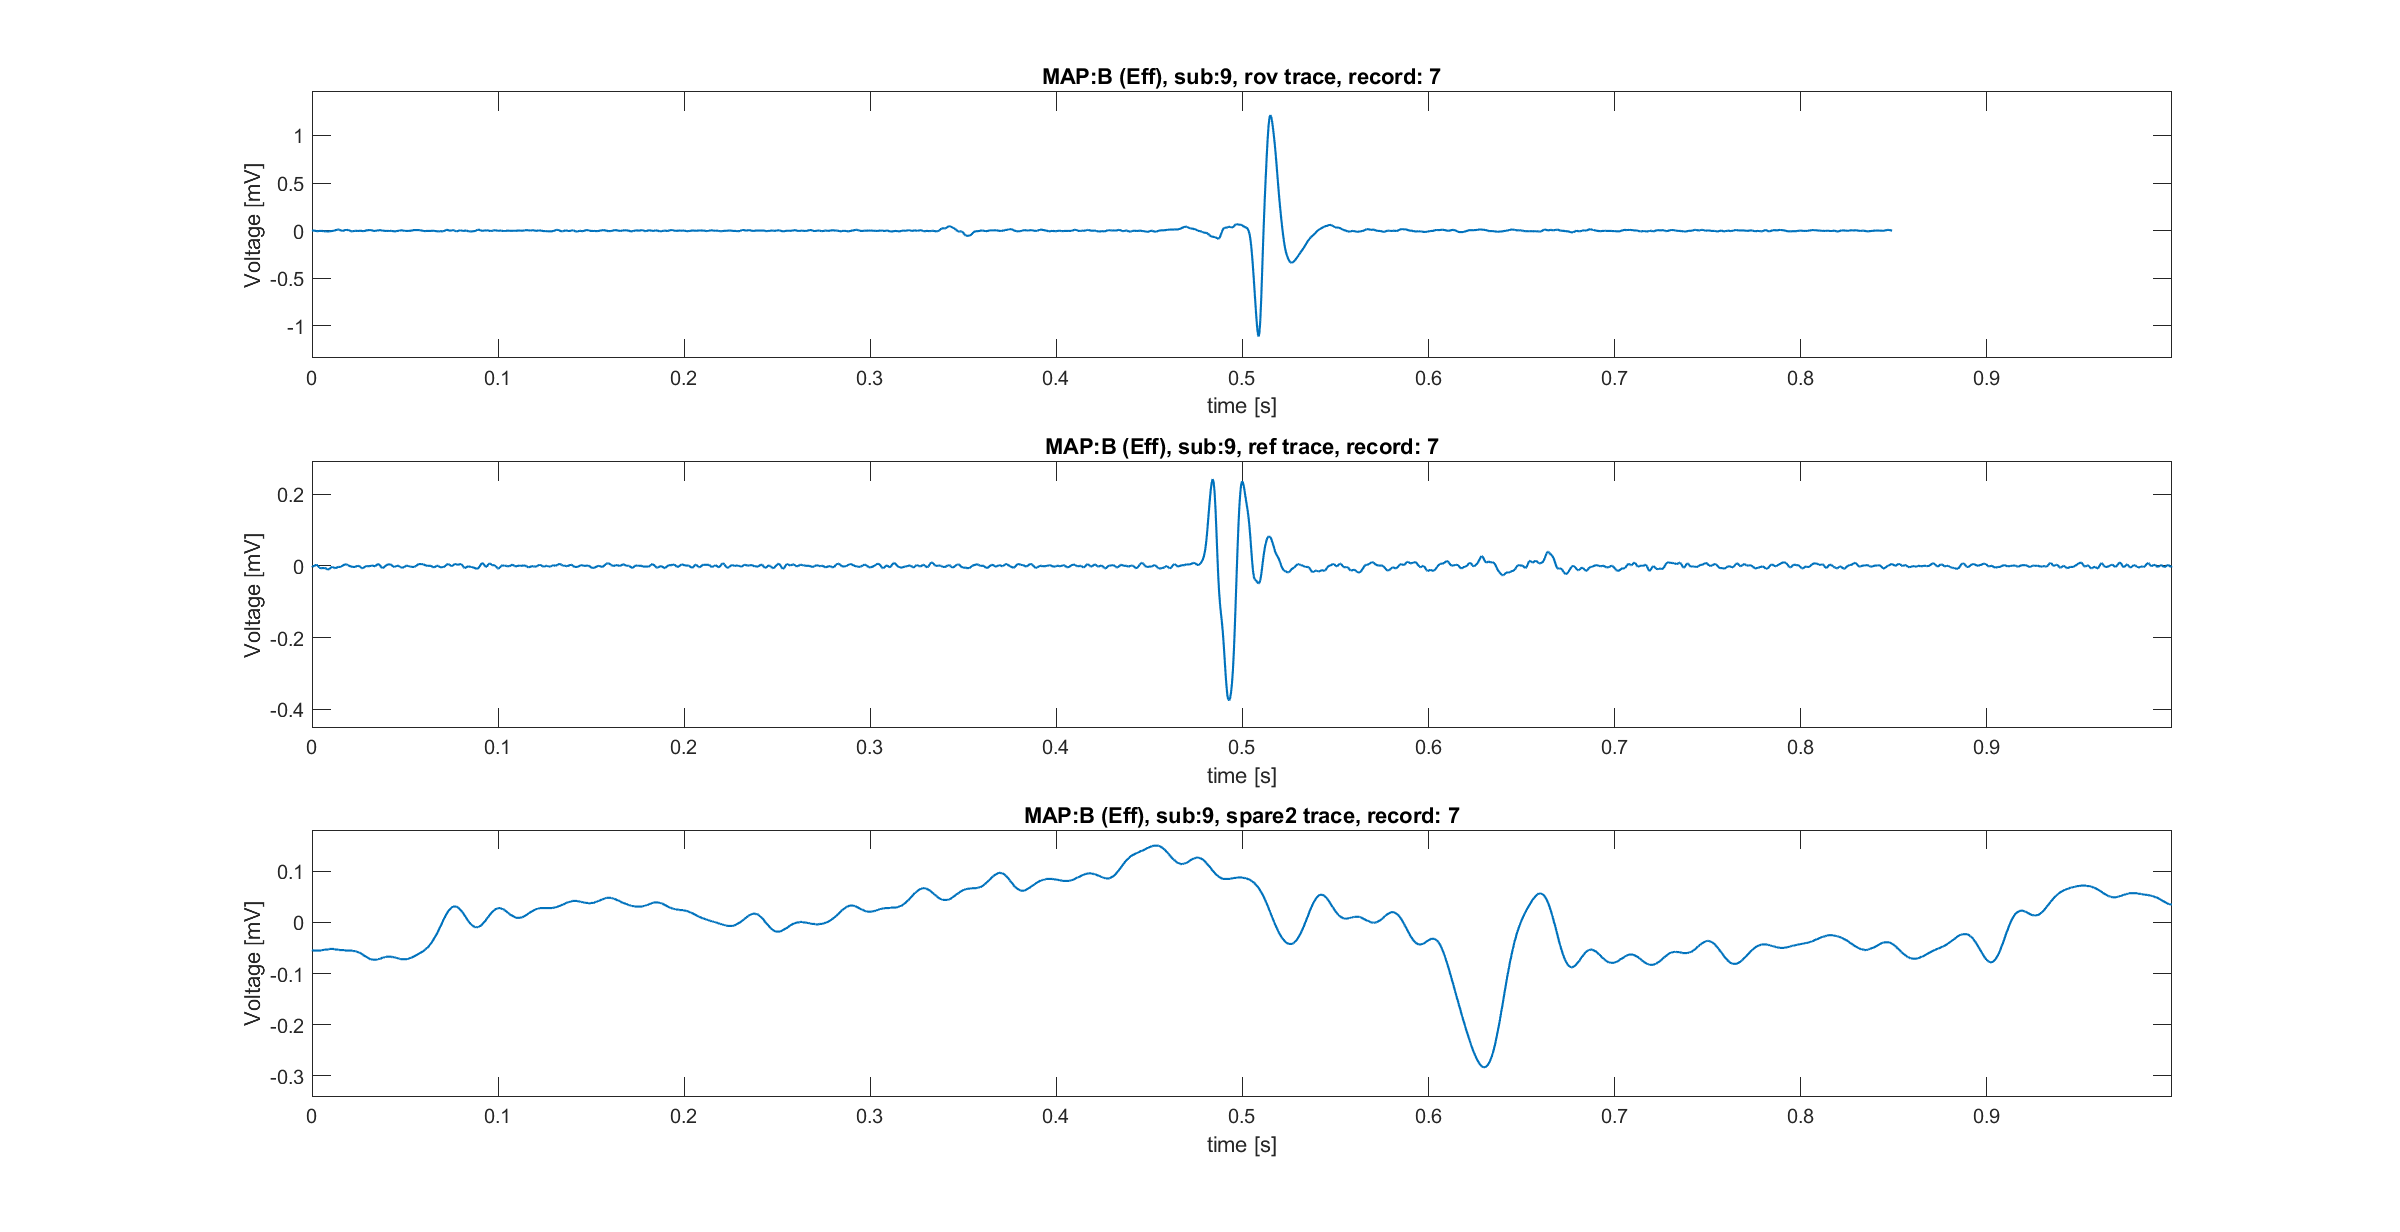 MAP:B (Eff), sub:9, rov trace, record: 7
Voltage [mV]
1
0.5
0
-0.5
-1
0 0.1 0.2 0.3 0.4 0.5 0.6 0.7 0.8 0.9
time [s]
MAP:B (Eff), sub:9, ref trace, record: 7
Voltage [mV]
0.2
0
-0.2
-0.4
0 0.1 0.2 0.3 0.4 0.5 0.6 0.7 0.8 0.9
time [s]
MAP:B (Eff), sub:9, spare2 trace, record: 7
Voltage [mV]
0.1
0
-0.1
-0.2
-0.3
0 0.1 0.2 0.3 0.4 0.5 0.6 0.7 0.8 0.9
time [s]